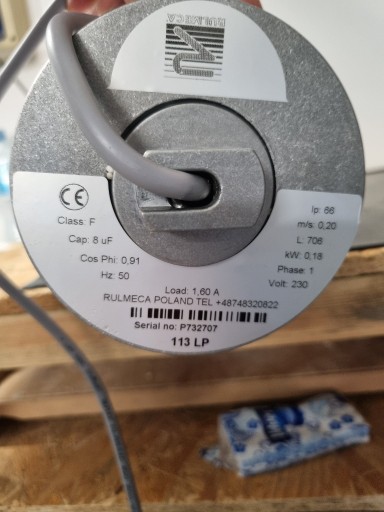 RULMECA
CE
Class: F
Cap: 8 uF
Cos Phi: 0,91
Hz: 50
Ip: 66
m/s: 0,20
L: 706
kW: 0,18
Phase: 1
Volt: 230
Load: 1,60 A
RULMECA POLAND TEL +48748320822
Serial no: P732707
113 LP